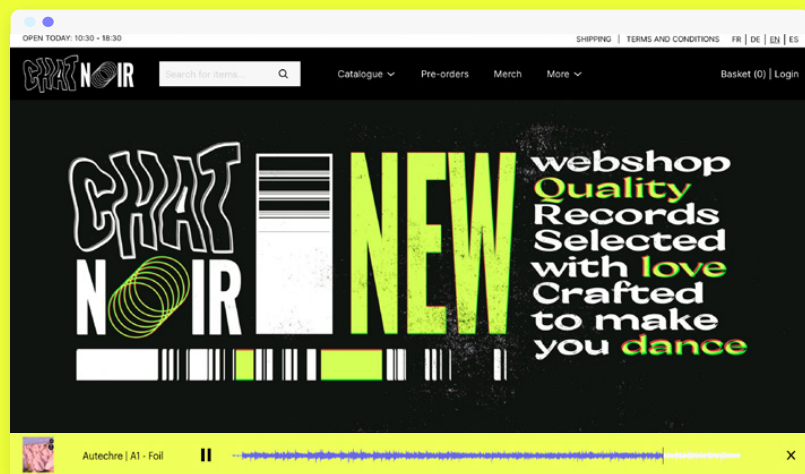 OPEN TODAY: 10:30 - 18:30
SHIPPING | TERMS AND CONDITIONS FR | DE | EN | ES
CHAT NOIR
Search for items...
Catalogue
Pre-orders
Merch
More
Basket (0) | Login
CHAT
NOIR
NEW
webshop
Quality
Records
Selected
with love
Crafted
to make
you dance
Autechre | A1 - Foil